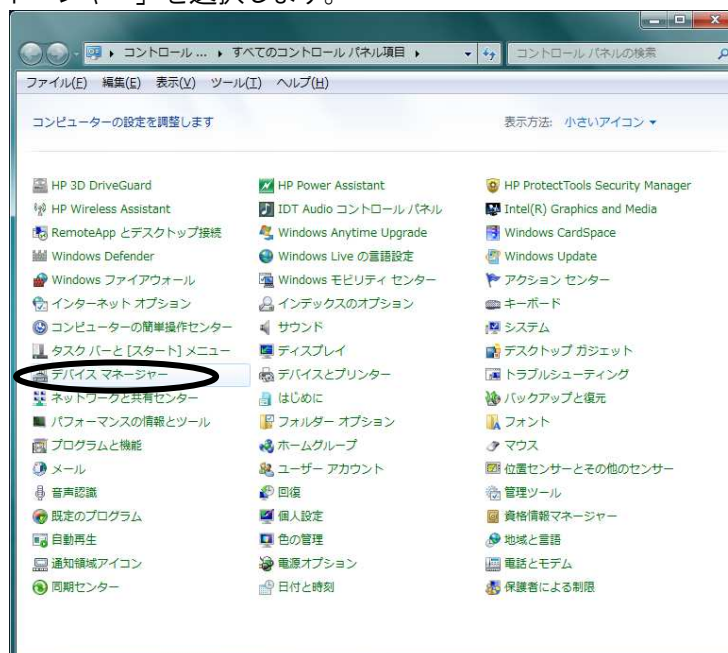 ージャー」を選択します。
コントロール ... ▸ すべてのコントロール パネル項目 ▸ コントロール パネルの検索
ファイル(F) 編集(E) 表示(V) ツール(T) ヘルプ(H)
コンピューターの設定を調整します 表示方法: 小さいアイコン ▾
HP 3D DriveGuard HP Power Assistant HP ProtectTools Security Manager
HP Wireless Assistant IDT Audio コントロール パネル Intel(R) Graphics and Media
RemoteApp とデスクトップ接続 Windows Anytime Upgrade Windows CardSpace
Windows Defender Windows Live の言語設定 Windows Update
Windows ファイアウォール Windows モビリティ センター アクション センター
インターネット オプション インデックスのオプション キーボード
コンピューターの簡単操作センター サウンド システム
タスク バーと [スタート] メニュー ディスプレイ デスクトップ ガジェット
デバイス マネージャー デバイスとプリンター トラブルシューティング
ネットワークと共有センター はじめに バックアップと復元
パフォーマンスの情報とツール フォルダー オプション フォント
プログラムと機能 ホームグループ マウス
メール ユーザー アカウント 位置センサーとその他のセンサー
音声認識 回復 管理ツール
既定のプログラム 個人設定 資格情報マネージャー
自動再生 色の管理 地域と言語
通知領域アイコン 電源オプション 電話とモデム
同期センター 日付と時刻 保護者による制限